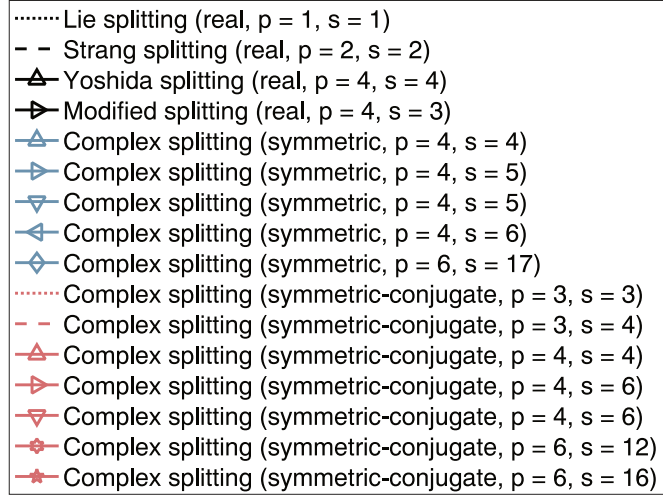 Lie splitting (real, p = 1, s = 1)
Strang splitting (real, p = 2, s = 2)
Yoshida splitting (real, p = 4, s = 4)
Modified splitting (real, p = 4, s = 3)
Complex splitting (symmetric, p = 4, s = 4)
Complex splitting (symmetric, p = 4, s = 5)
Complex splitting (symmetric, p = 4, s = 5)
Complex splitting (symmetric, p = 4, s = 6)
Complex splitting (symmetric, p = 6, s = 17)
Complex splitting (symmetric-conjugate, p = 3, s = 3)
Complex splitting (symmetric-conjugate, p = 3, s = 4)
Complex splitting (symmetric-conjugate, p = 4, s = 4)
Complex splitting (symmetric-conjugate, p = 4, s = 6)
Complex splitting (symmetric-conjugate, p = 4, s = 6)
Complex splitting (symmetric-conjugate, p = 6, s = 12)
Complex splitting (symmetric-conjugate, p = 6, s = 16)